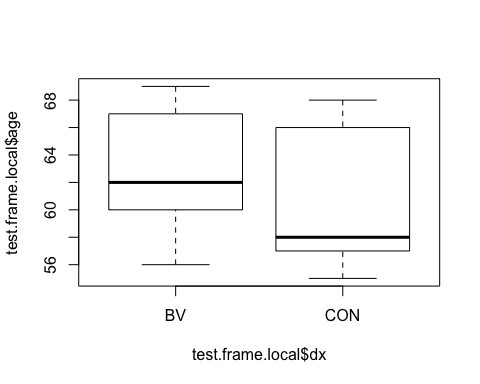 test.frame.local$age
68
64
60
56
BV CON
test.frame.local$dx